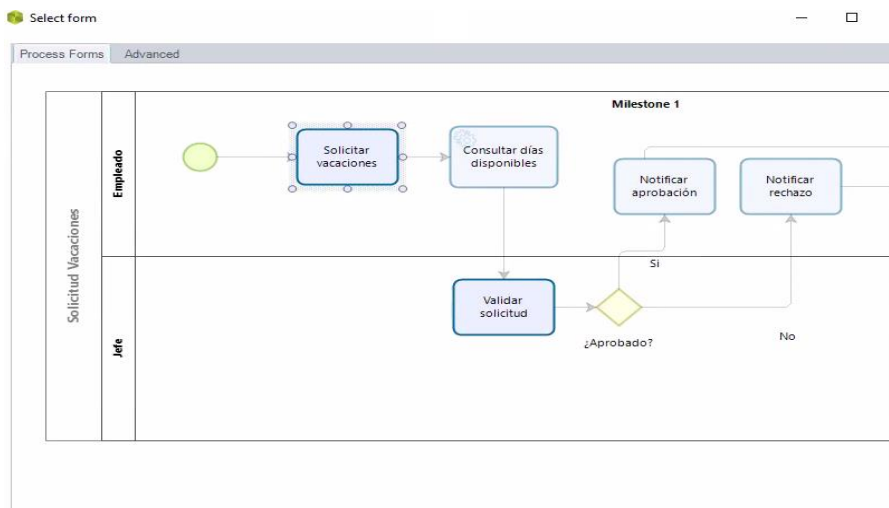 Select form
Process Forms
Advanced
Milestone 1
Solicitud Vacaciones
Empleado
Solicitar
vacaciones
Consultar días
disponibles
Notificar
aprobación
Notificar
rechazo
Si
Jefe
Validar
solicitud
¿Aprobado?
No